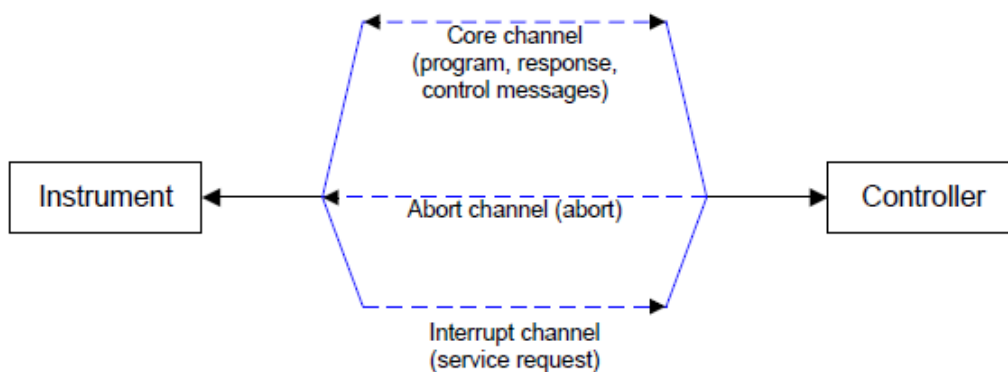 Core channel
(program, response,
control messages)
Instrument
Abort channel (abort)
Controller
Interrupt channel
(service request)